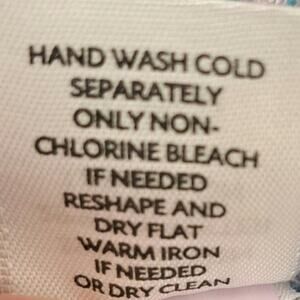 HAND WASH COLD
SEPARATELY
ONLY NON-
CHLORINE BLEACH
IF NEEDED
RESHAPE AND
DRY FLAT
WARM IRON
IF NEEDED
OR DRY CLEAN